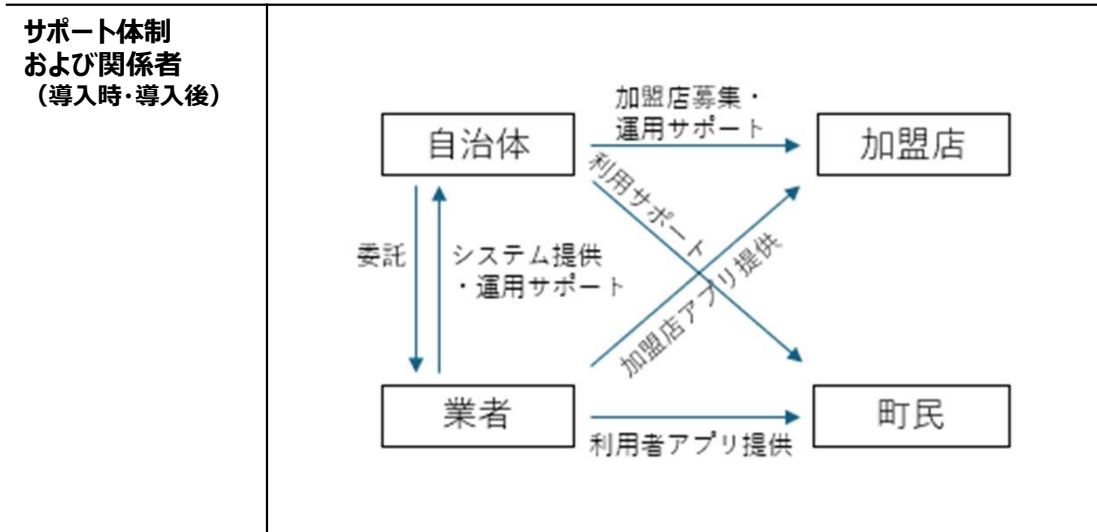 サポート体制
および関係者
（導入時・導入後）
加盟店募集・
運用サポート
自治体
加盟店
利用サポート
委託
システム提供
・運用サポート
加盟店アプリ提供
業者
町民
利用者アプリ提供